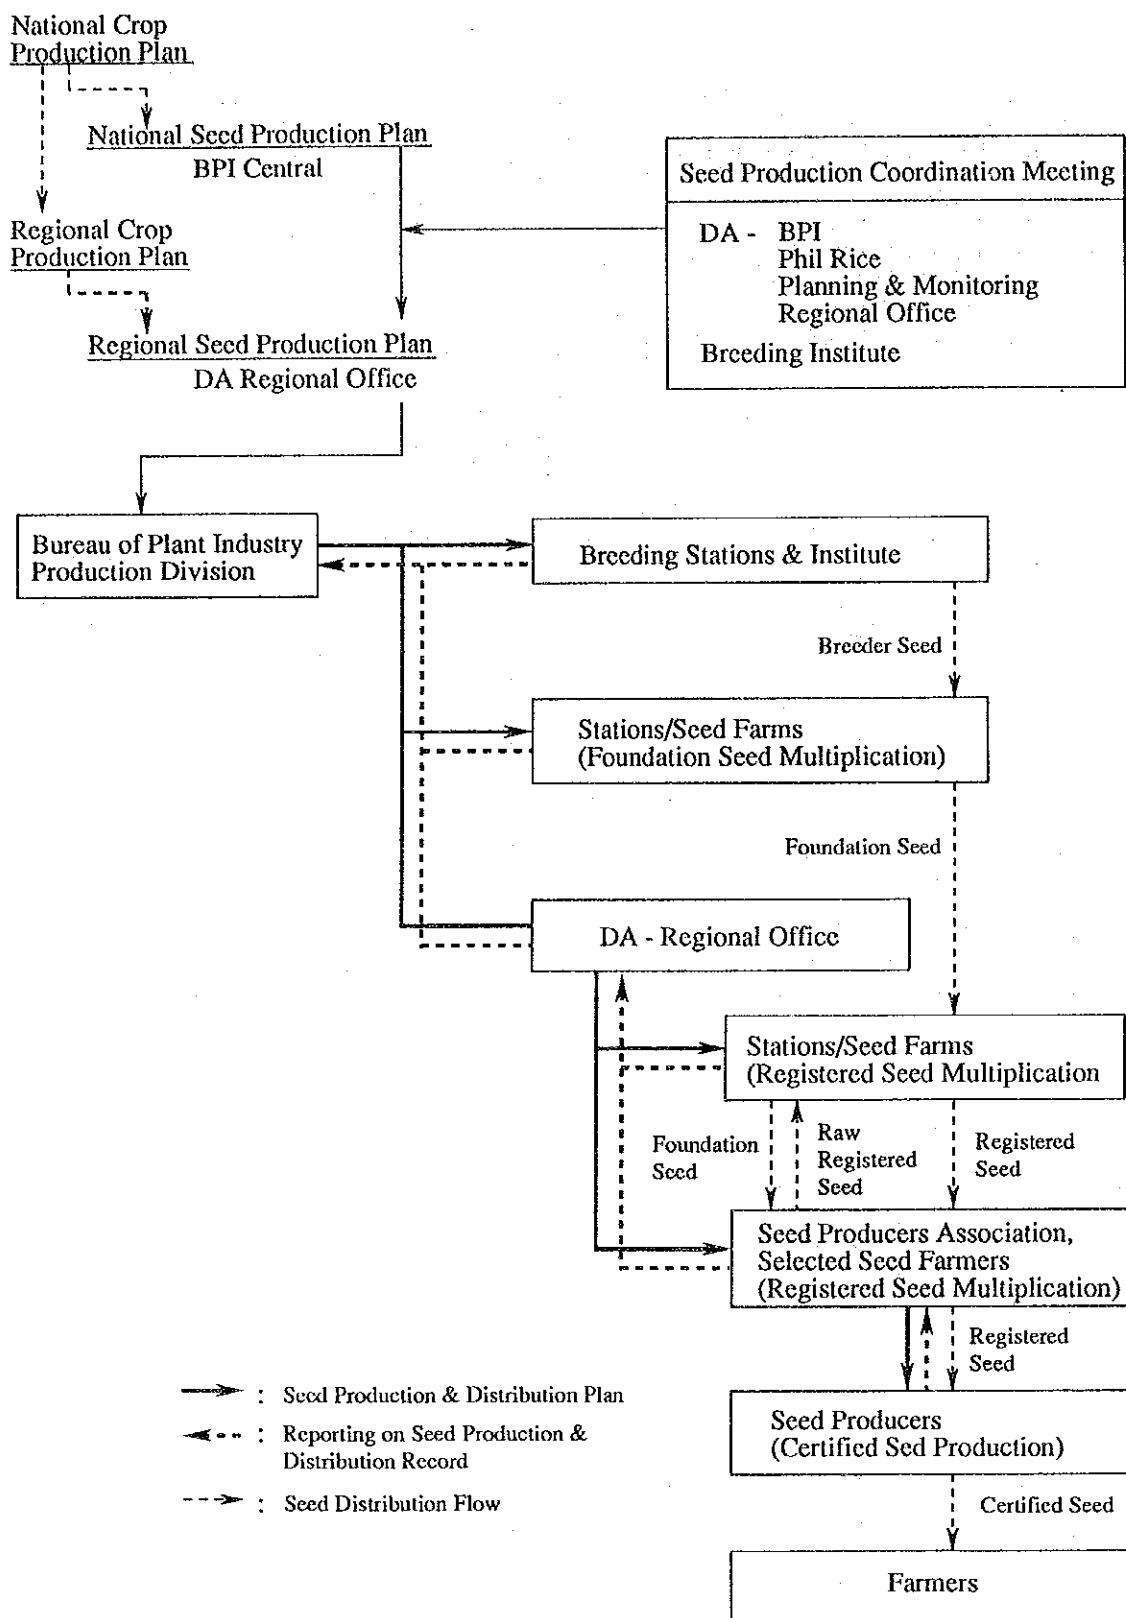 National Crop
Production Plan
National Seed Production Plan
BPI Central
Seed Production Coordination Meeting
DA - BPI
Phil Rice
Planning & Monitoring
Regional Office
Breeding Institute
Regional Crop
Production Plan
Regional Seed Production Plan
DA Regional Office
Bureau of Plant Industry
Production Division
Breeding Stations & Institute
Breeder Seed
Stations/Seed Farms
(Foundation Seed Multiplication)
Foundation Seed
DA - Regional Office
Stations/Seed Farms
(Registered Seed Multiplication
Foundation
Seed
Raw
Registered
Seed
Registered
Seed
Seed Producers Association,
Selected Seed Farmers
(Registered Seed Multiplication)
Registered
Seed
Seed Producers
(Certified Sed Production)
Certified Seed
Farmers
: Seed Production & Distribution Plan
: Reporting on Seed Production &
Distribution Record
: Seed Distribution Flow